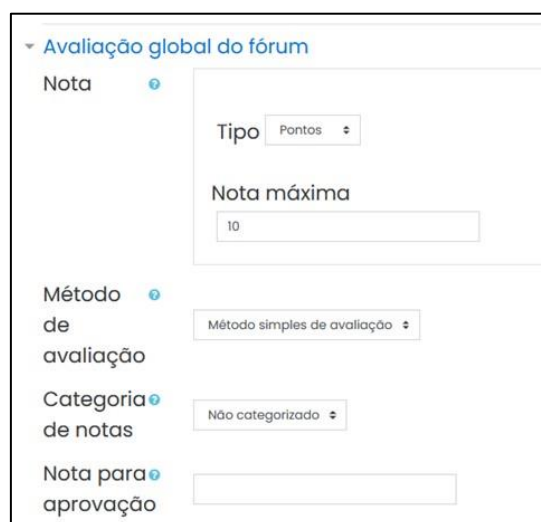 Avaliação global do fórum
Nota
Tipo Pontos
Nota máxima
10
Método
de
avaliação
Método simples de avaliação
Categoria
de notas
Não categorizado
Nota para
aprovação